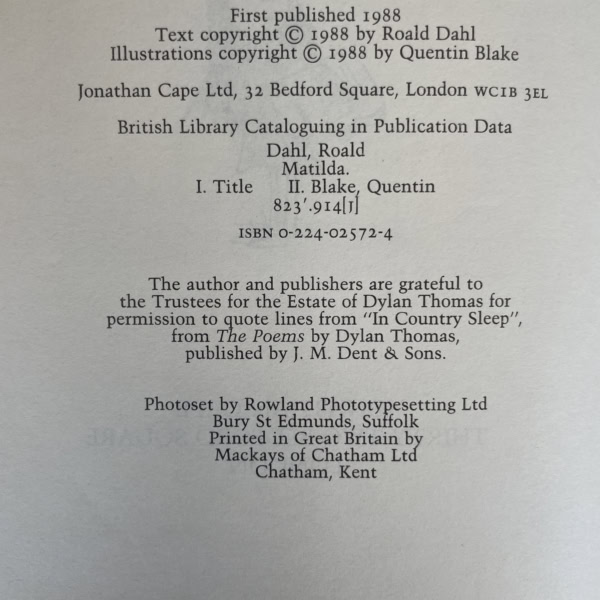 First published 1988
Text copyright © 1988 by Roald Dahl
Illustrations copyright © 1988 by Quentin Blake
Jonathan Cape Ltd, 32 Bedford Square, London WC1B 3EL
British Library Cataloguing in Publication Data
Dahl, Roald
Matilda.
I. Title II. Blake, Quentin
823'.914[J]
ISBN 0-224-02572-4
The author and publishers are grateful to
the Trustees for the Estate of Dylan Thomas for
permission to quote lines from "In Country Sleep",
from The Poems by Dylan Thomas,
published by J. M. Dent & Sons.
Photoset by Rowland Phototypesetting Ltd
Bury St Edmunds, Suffolk
Printed in Great Britain by
Mackays of Chatham Ltd
Chatham, Kent